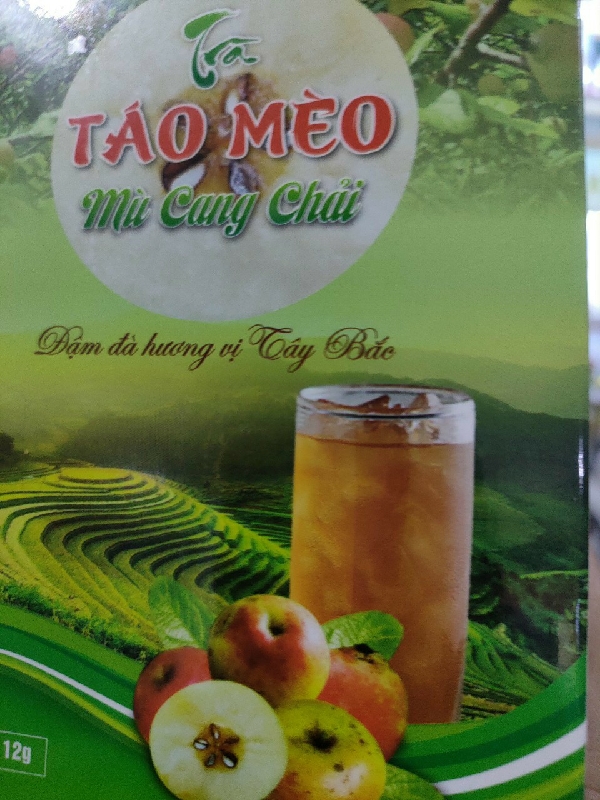 Trà
TÁO MÈO
Mù Cang Chải
Đậm đà hương vị Tây Bắc
12g